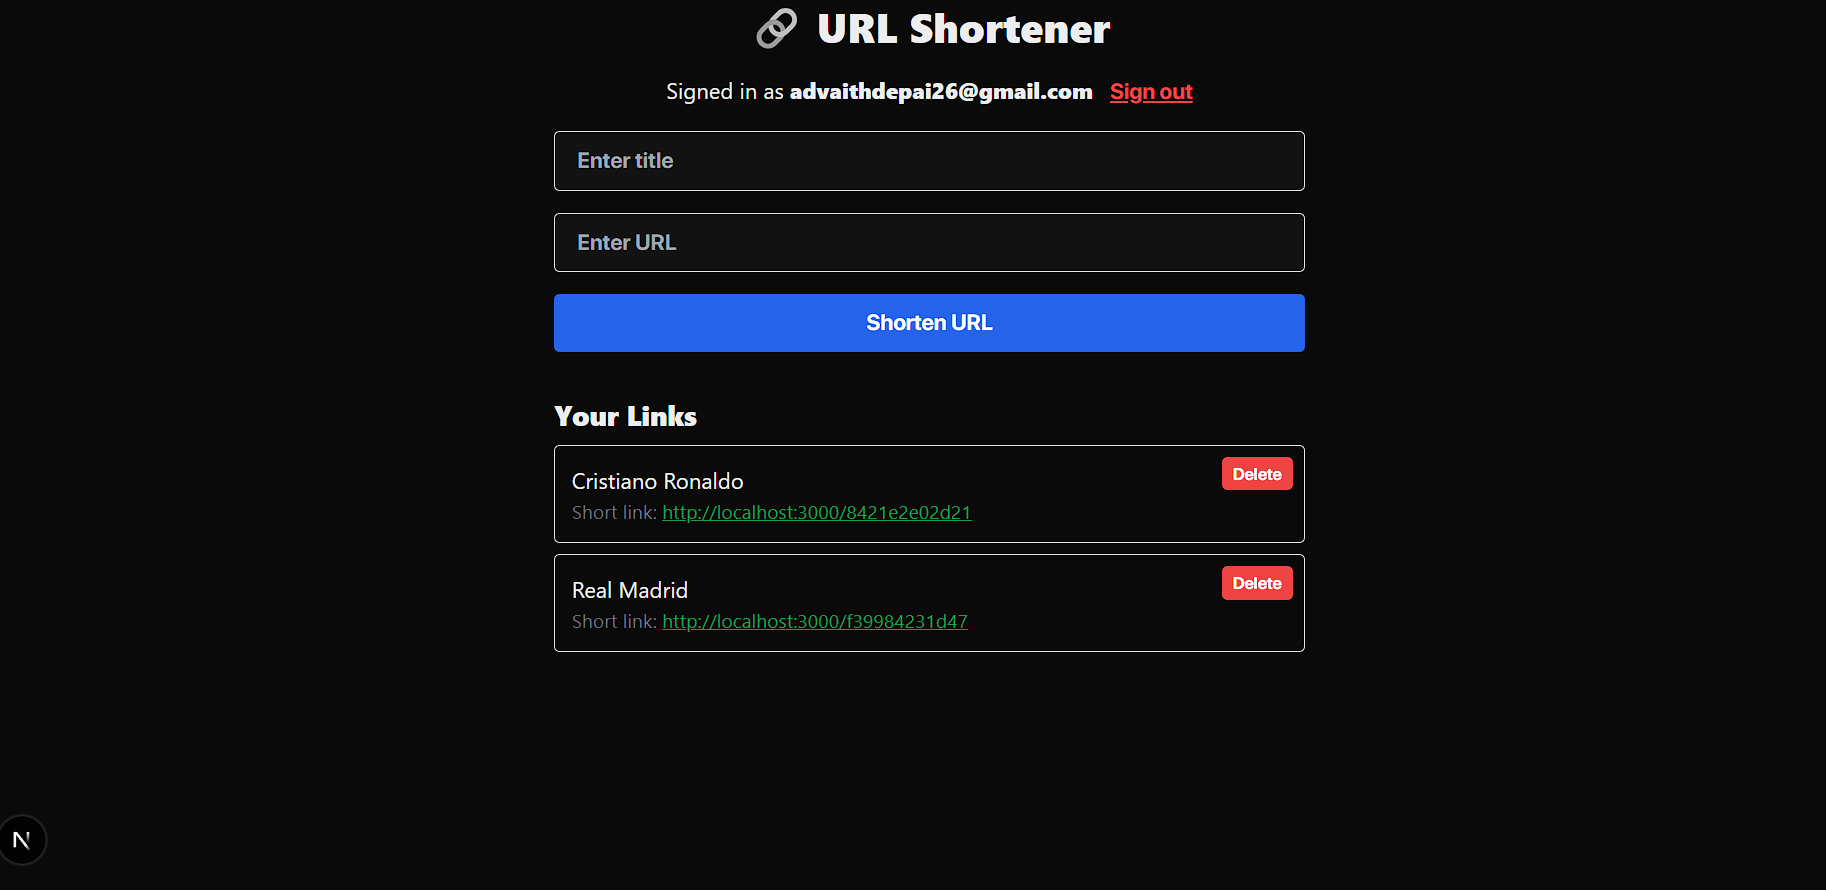 URL Shortener
Signed in as advaithdepai26@gmail.com Sign out
Enter title
Enter URL
Shorten URL
Your Links
Cristiano Ronaldo
Delete
Short link: http://localhost:3000/8421e2e02d21
Real Madrid
Delete
Short link: http://localhost:3000/f39984231d47
N